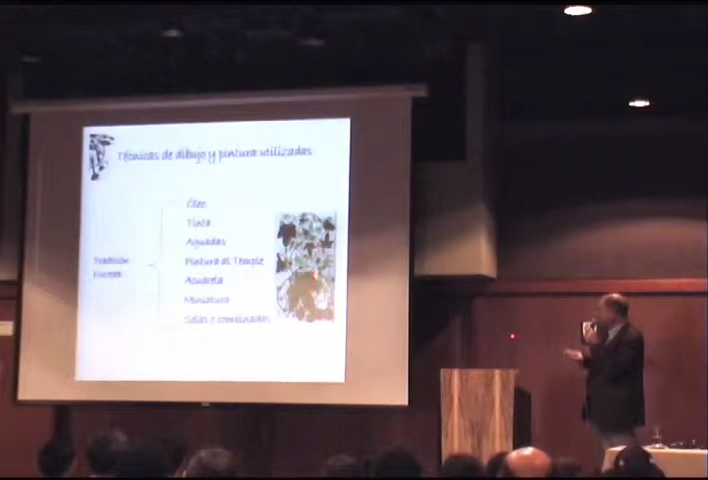 Técnicas de dibujo y pintura utilizadas
Óleo
Tinta
Aguadas
Pintura al Temple
Acuarela
Miniatura
Solas o combinadas